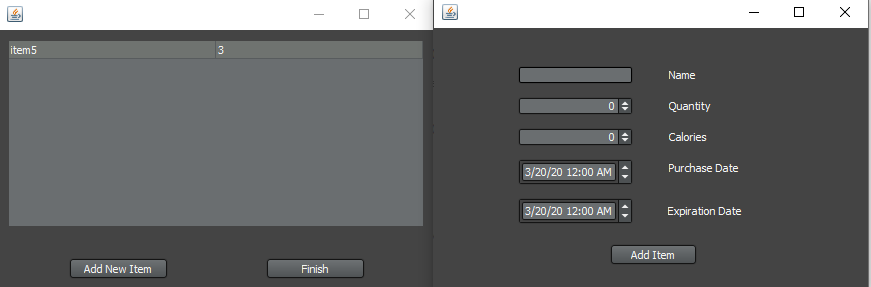 item5 3
Add New Item Finish
Name
0 Quantity
0 Calories
3/20/20 12:00 AM Purchase Date
3/20/20 12:00 AM Expiration Date
Add Item